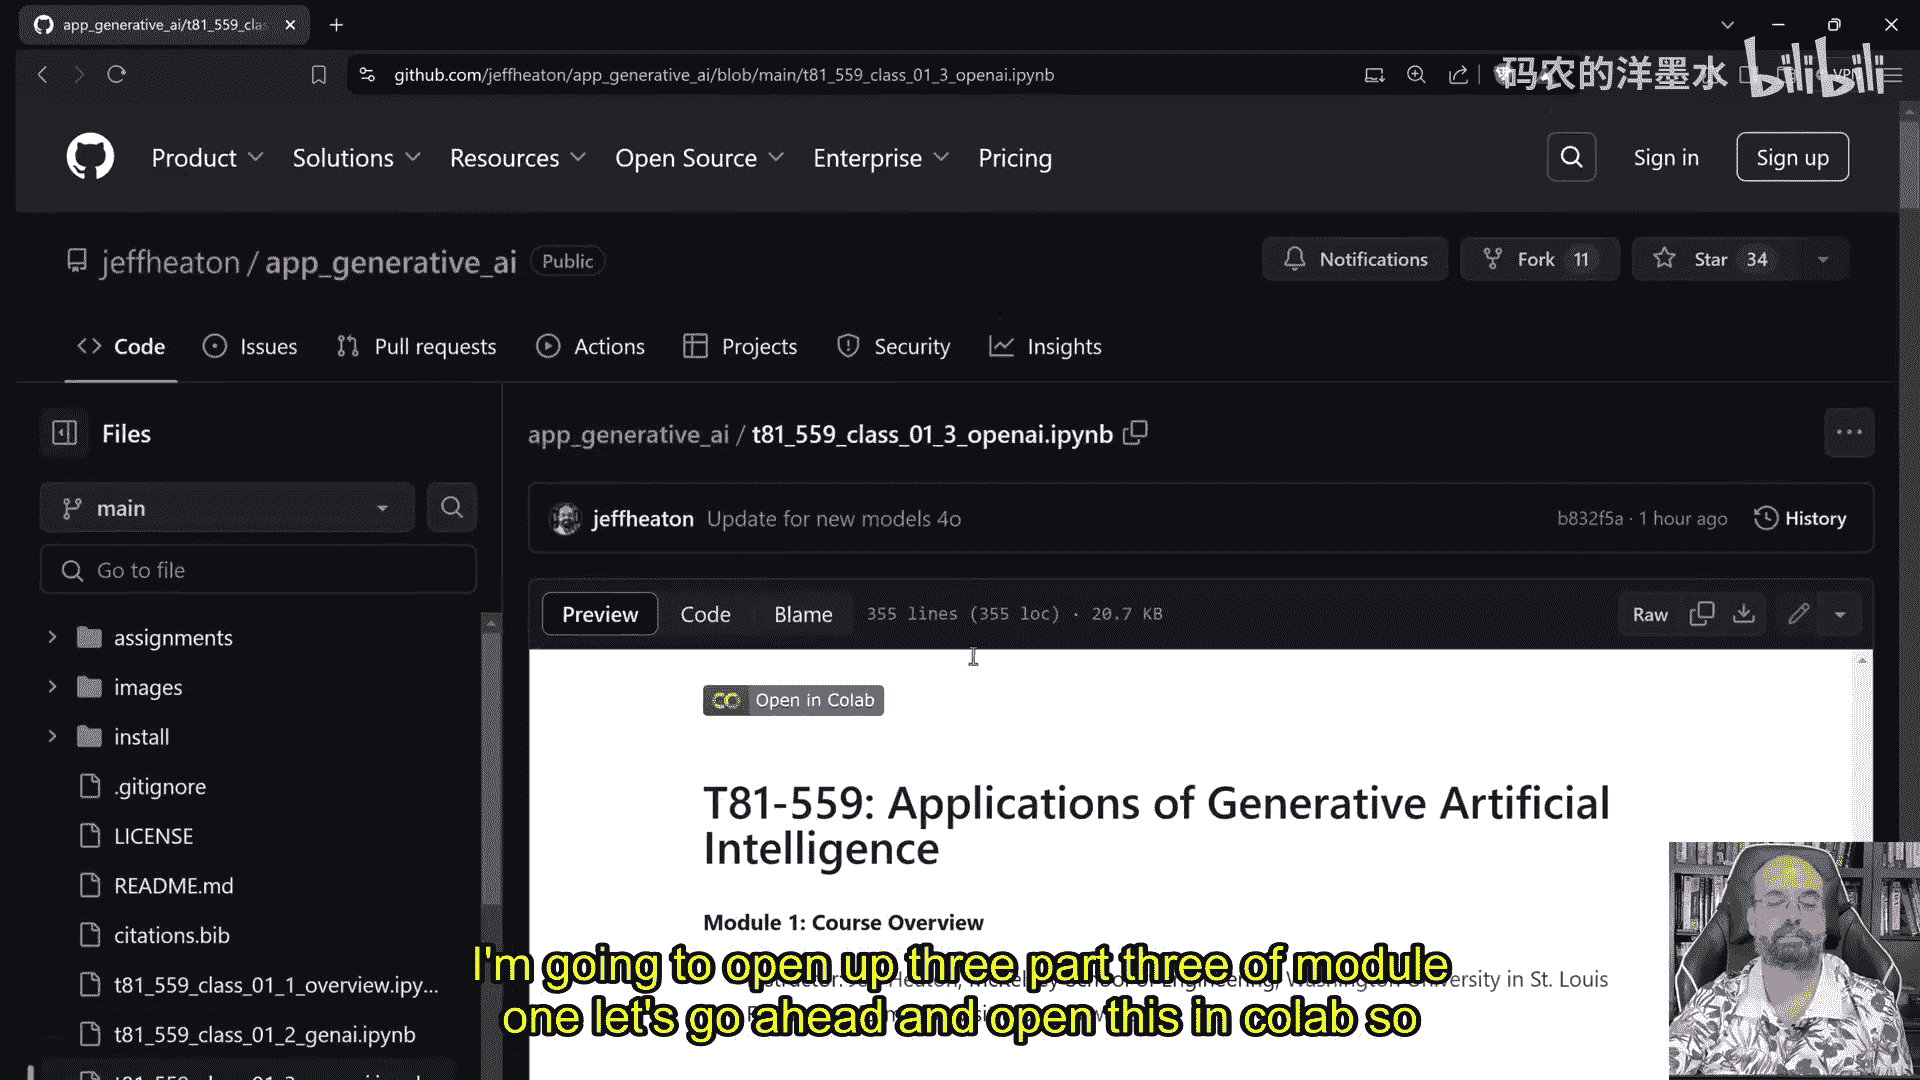 app_generative_ai/t81_559_clas
github.com/jeffheaton/app_generative_ai/blob/main/t81_559_class_01_3_openai.ipynb
码农的洋墨水 bilibili
Product Solutions Resources Open Source Enterprise Pricing Sign in Sign up
jeffheaton / app_generative_ai Public
Notifications Fork 11 Star 34
Code Issues Pull requests Actions Projects Security Insights
Files
app_generative_ai / t81_559_class_01_3_openai.ipynb
main
jeffheaton Update for new models 4o
b832f5a · 1 hour ago History
Go to file
Preview Code Blame 355 lines (355 loc) · 20.7 KB Raw
assignments
images
install
.gitignore
LICENSE
README.md
citations.bib
t81_559_class_01_1_overview.ipy...
t81_559_class_01_2_genai.ipynb
Open in Colab
T81-559: Applications of Generative Artificial
Intelligence
Module 1: Course Overview
University in St. Louis
I'm going to open up three part three of module
one let's go ahead and open this in colab so